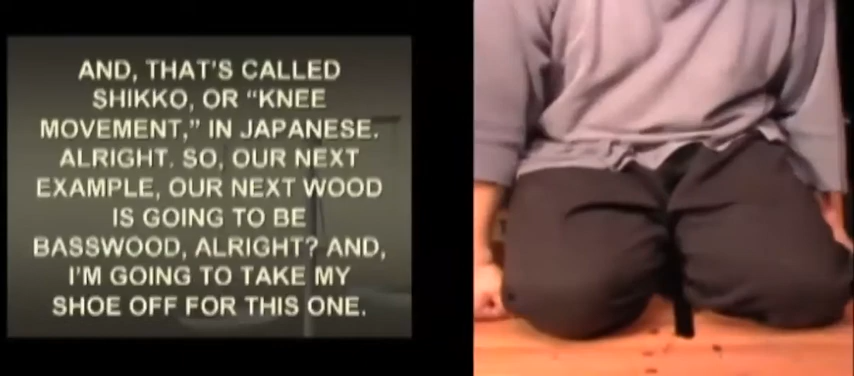 AND, THAT'S CALLED
SHIKKO, OR “KNEE
MOVEMENT,” IN JAPANESE.
ALRIGHT. SO, OUR NEXT
EXAMPLE, OUR NEXT WOOD
IS GOING TO BE
BASSWOOD, ALRIGHT? AND,
I'M GOING TO TAKE MY
SHOE OFF FOR THIS ONE.